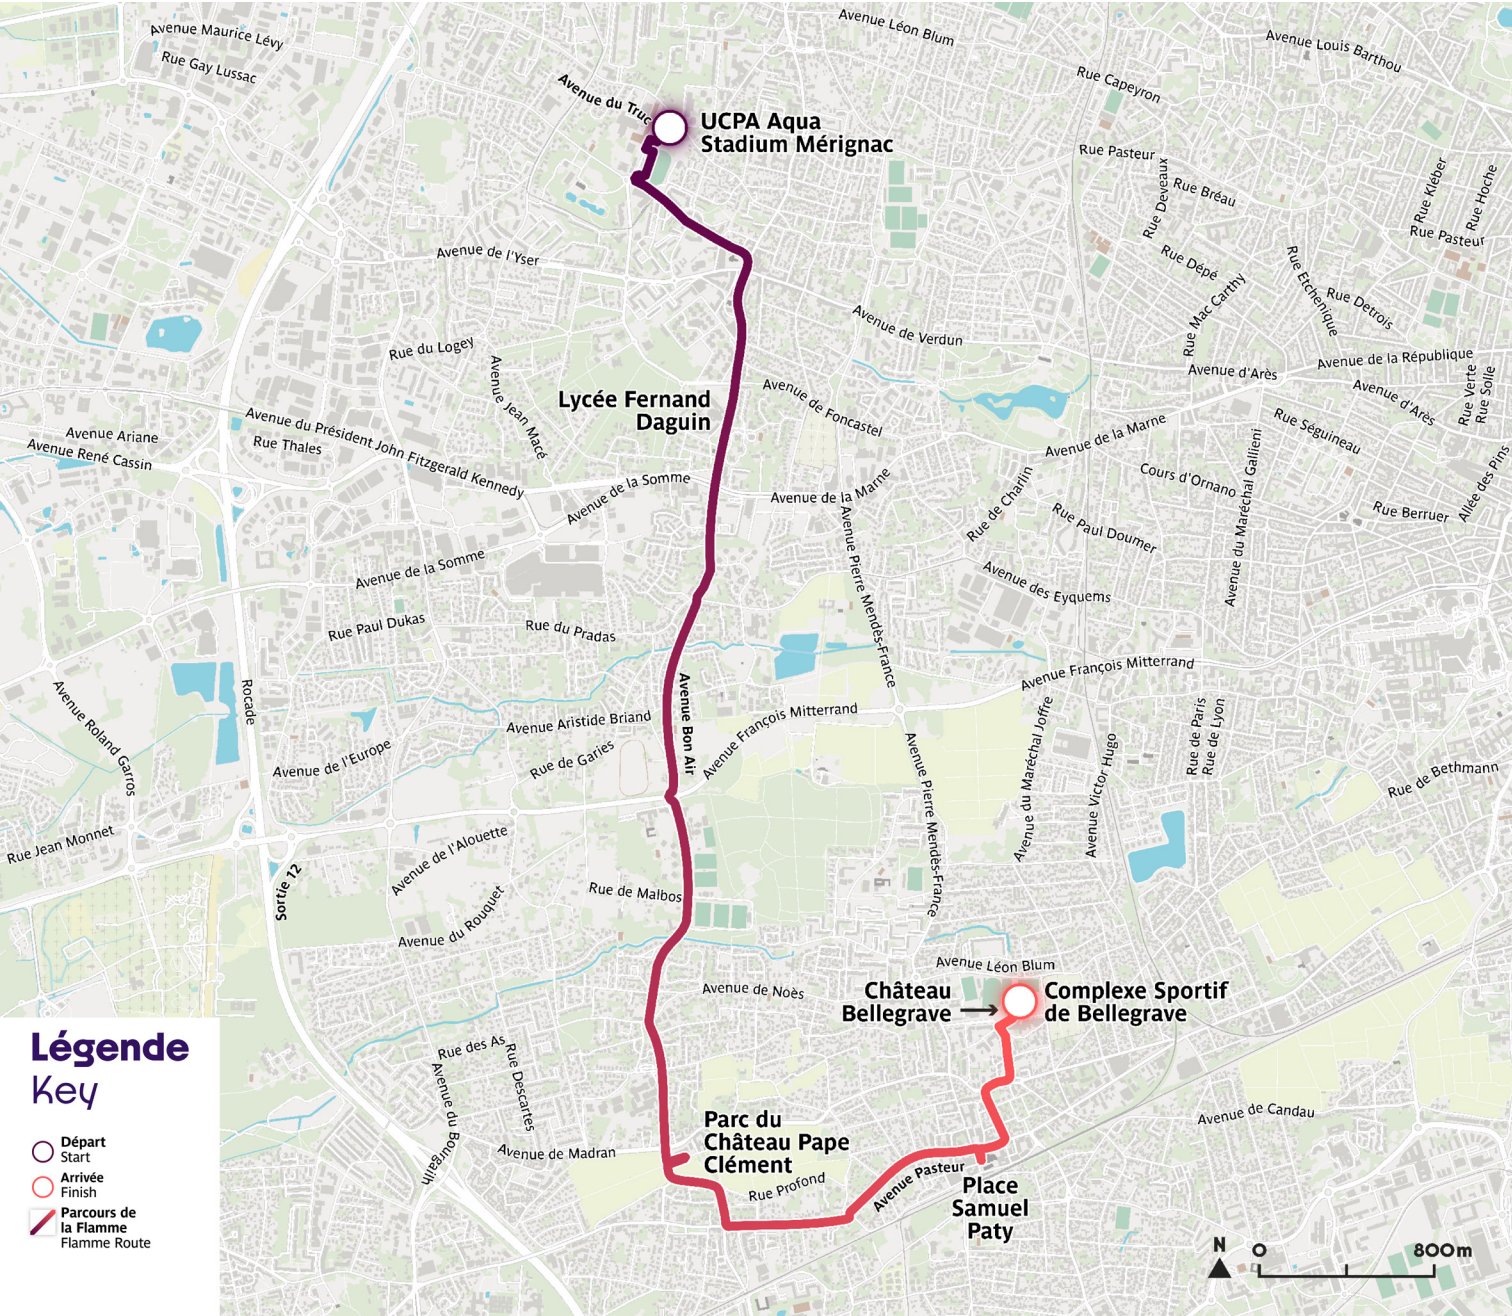 Avenue Maurice Lévy
Rue Gay Lussac
Avenue Léon Blum
Avenue Louis Barthou
Rue Capeyron
Avenue du Truc
UCPA Aqua
Stadium Mérignac
Rue Pasteur
Rue Deveaux
Rue Bréau
Rue Kléber
Rue Hoche
Rue Pasteur
Avenue de l'Yser
Rue Dépé
Rue Mac Carthy
Rue Etchenique
Rue Detrois
Avenue de Verdun
Rue du Logey
Avenue Jean Macé
Avenue de la République
Avenue d'Arès
Avenue d'Arès
Rue Verte
Rue Solle
Lycée Fernand
Daguin
Avenue de Foncastel
Avenue du Président John Fitzgerald Kennedy
Rue Thales
Avenue Ariane
Avenue René Cassin
Avenue de la Marne
Rue Séguineau
Avenue du Maréchal Gallieni
Cours d'Ornano
Allée des Pins
Avenue de la Somme
Avenue de la Marne
Rue de Charlin
Rue Berruer
Rue Paul Doumer
Avenue Pierre Mendès-France
Avenue de la Somme
Avenue des Eyquems
Rue Paul Dukas
Rue du Pradas
Avenue François Mitterrand
Avenue Roland Garros
Rocade
Avenue Bon Air
Avenue Aristide Briand
Avenue François Mitterrand
Avenue du Maréchal Joffre
Rue de Paris
Rue de Lyon
Avenue de l'Europe
Rue de Garies
Avenue Pierre Mendès-France
Avenue Victor Hugo
Rue de Bethmann
Rue Jean Monnet
Avenue de l'Alouette
Sortie 12
Rue de Malbos
Avenue du Rouquet
Avenue Léon Blum
Avenue de Noès
Château
Bellegrave
Complexe Sportif
de Bellegrave
Rue des As
Rue Descartes
Avenue du Bourgailh
Avenue de Candau
Parc du
Château Pape
Clément
Avenue de Madran
Rue Profond
Avenue Pasteur
Place
Samuel
Paty
Légende
Key
Départ
Start
Arrivée
Finish
Parcours de
la Flamme
Flamme Route
N
0
800m